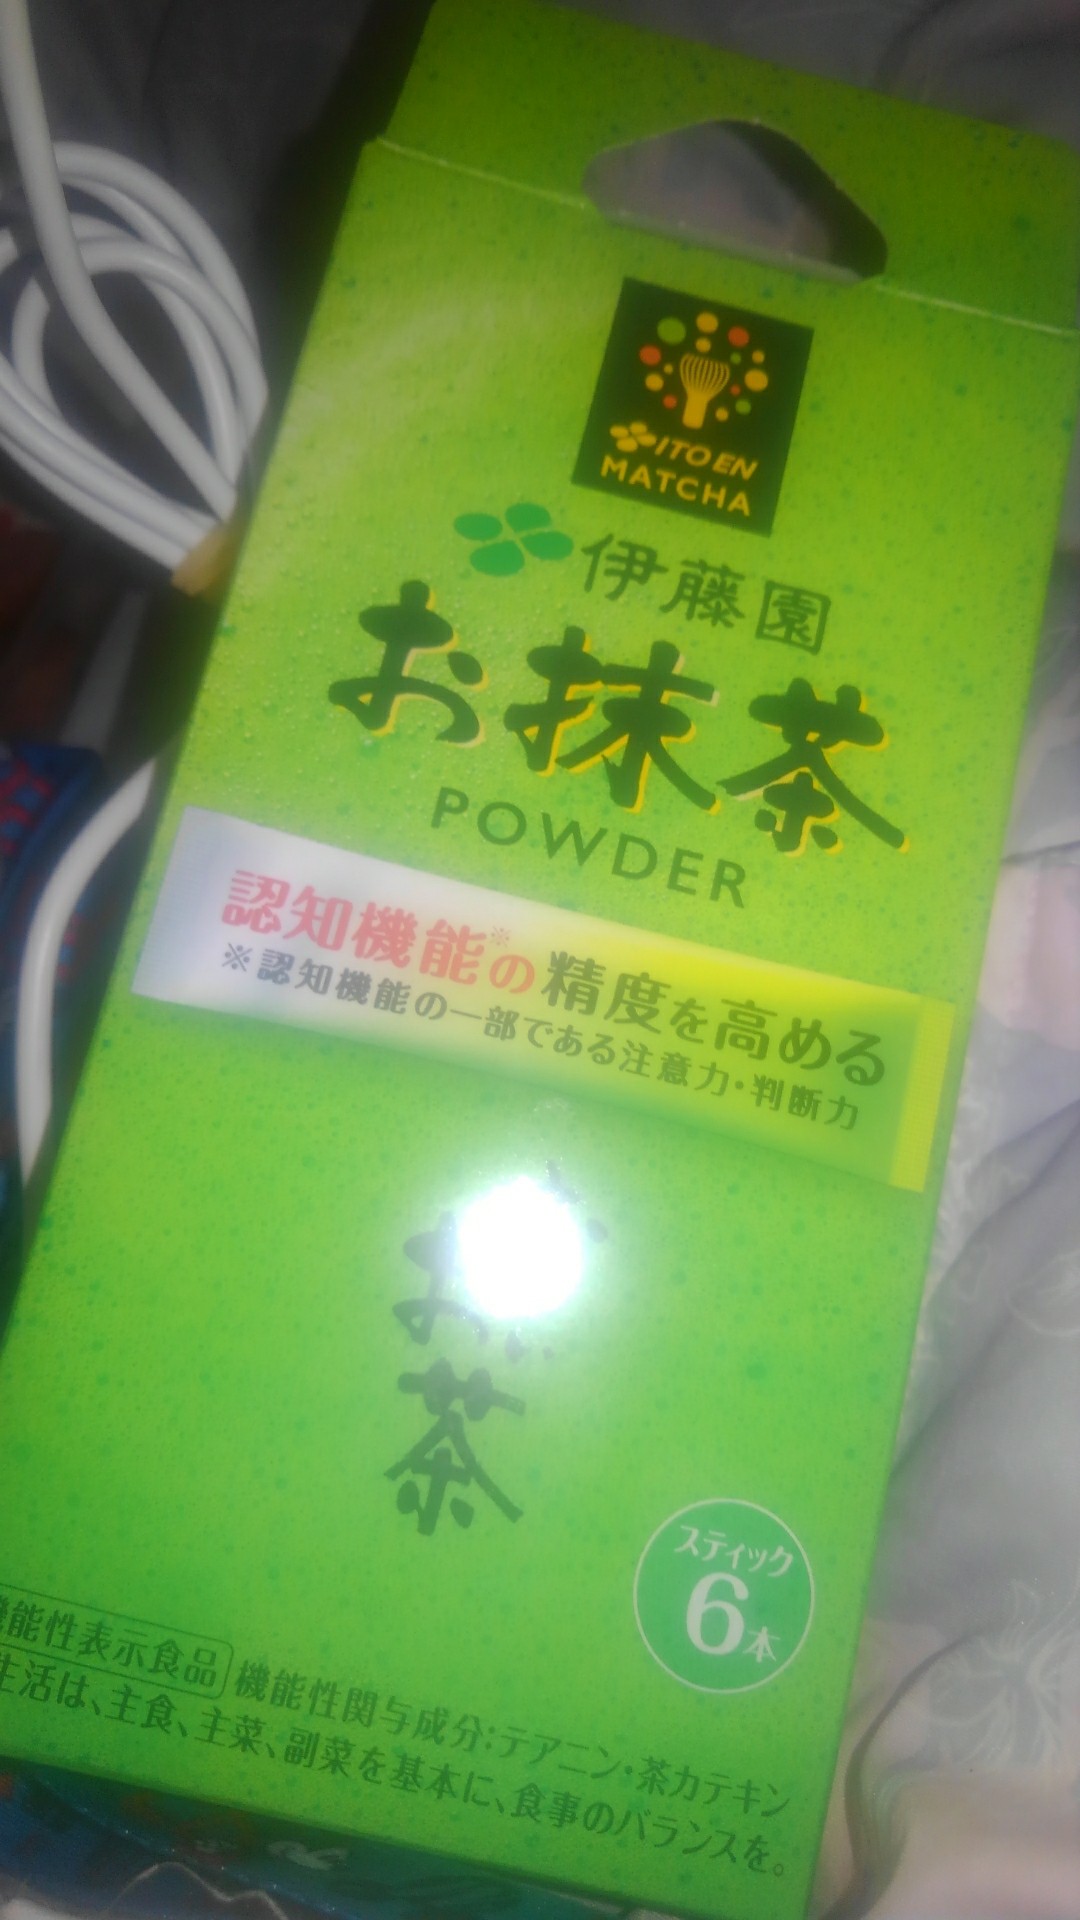 ITO EN
MATCHA
伊藤園
お抹茶
POWDER
認知機能※の精度を高める
※認知機能の一部である注意力・判断力
茶
スティック
6本
機能性表示食品 機能性関与成分:テアニン・茶カテキン
生活は、主食、主菜、副菜を基本に、食事のバランスを。